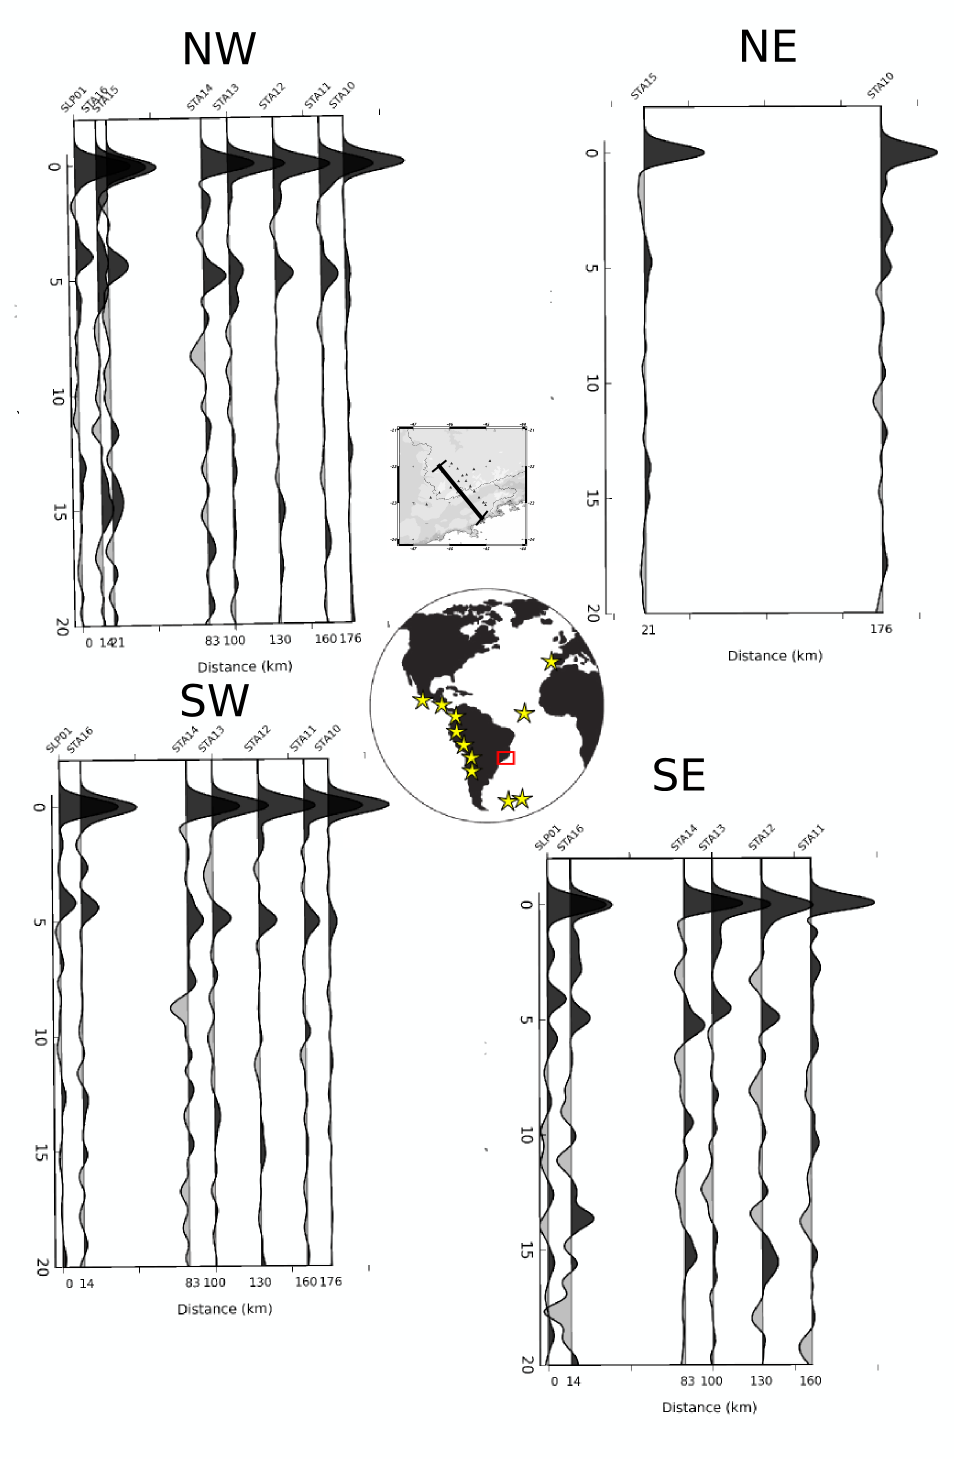 NW
SLP01 STA16 STA15 STA14 STA13 STA12 STA11 STA10
0
5
10
15
20
0 14 21 83 100 130 160 176
Distance (km)
NE
STA15 STA10
0
5
10
15
20
21 176
Distance (km)
SW
SLP01 STA16 STA14 STA13 STA12 STA11 STA10
0
5
10
15
20
0 14 83 100 130 160 176
Distance (km)
SE
SLP01 STA16 STA14 STA13 STA12 STA11
0
5
10
15
20
0 14 83 100 130 160
Distance (km)